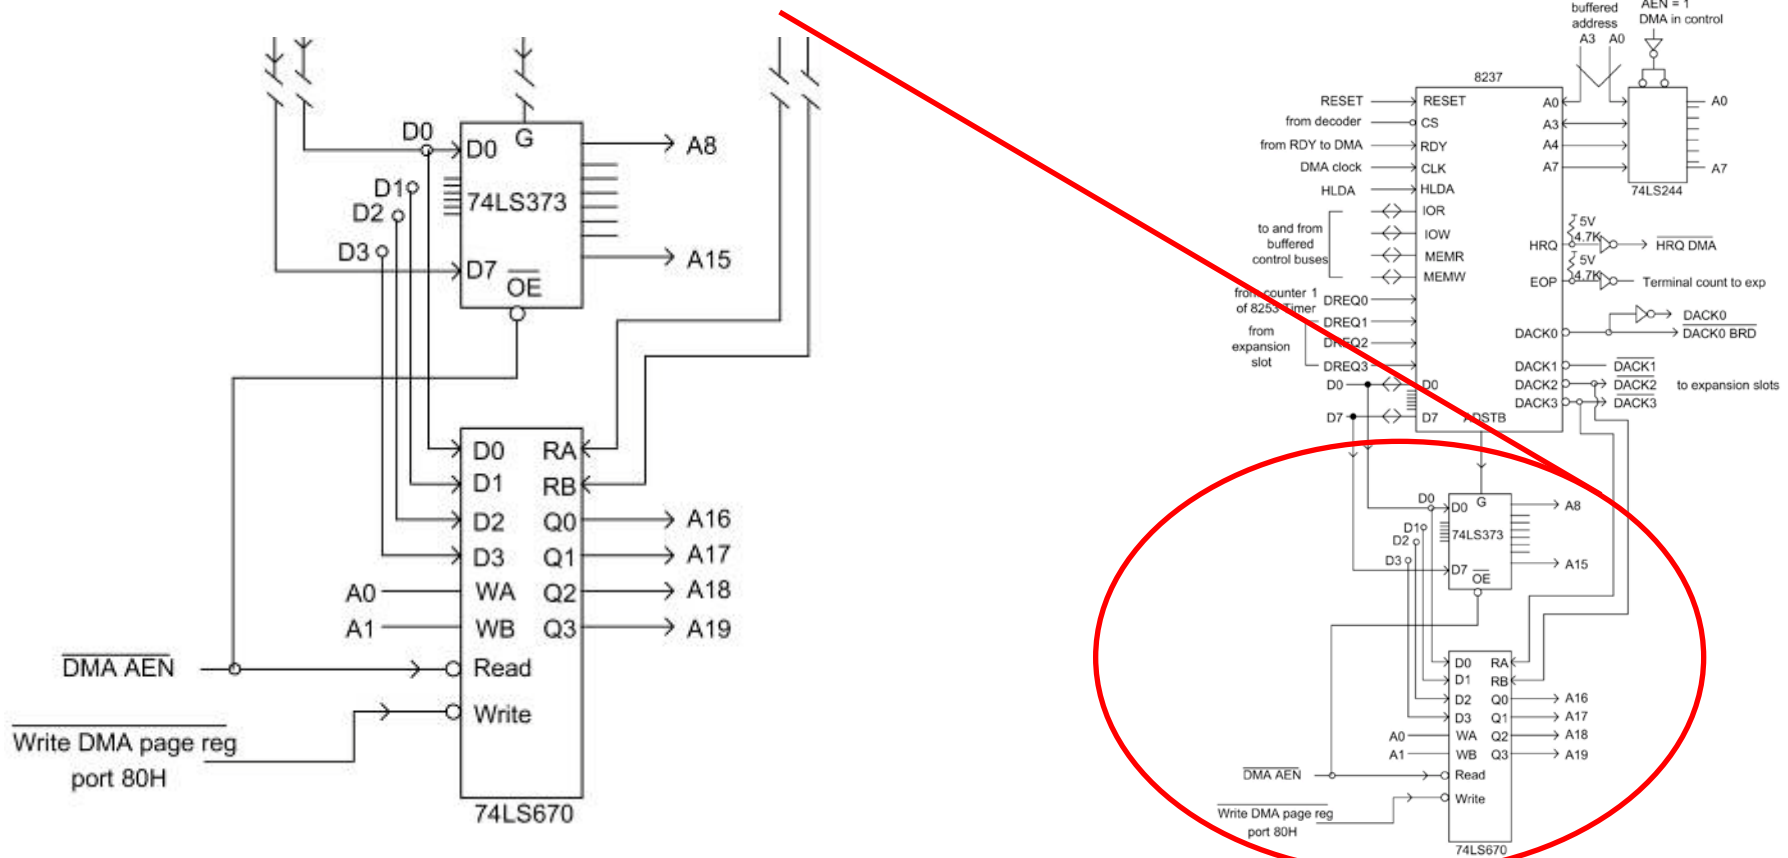 D0
D0
G
A8
D1
74LS373
D2
D3
D7
OE
A15
D0
RA
D1
RB
D2
Q0
A16
D3
Q1
A17
A0
WA
Q2
A18
A1
WB
Q3
A19
DMA AEN
Read
Write
Write DMA page reg
port 80H
74LS670
buffered
address
A3
A0
AEN = 1
DMA in control
8237
RESET
RESET
A0
A0
from decoder
CS
A3
from RDY to DMA
RDY
A4
DMA clock
CLK
A7
A7
HLDA
HLDA
74LS244
IOR
IOW
MEMR
MEMW
to and from
buffered
control buses
5V
4.7K
HRQ
HRQ DMA
5V
4.7K
EOP
Terminal count to exp
from counter 1
of 8253 Timer
DREQ0
DREQ1
DREQ2
DREQ3
from
expansion
slot
DACK0
DACK0
DACK0 BRD
DACK1
DACK1
DACK2
DACK2
to expansion slots
DACK3
DACK3
D0
D0
D7
D7
ADSTB
D0
D0
G
A8
D1
74LS373
D2
D3
D7
OE
A15
D0
RA
D1
RB
D2
Q0
A16
D3
Q1
A17
A0
WA
Q2
A18
A1
WB
Q3
A19
DMA AEN
Read
Write
Write DMA page reg
port 80H
74LS670